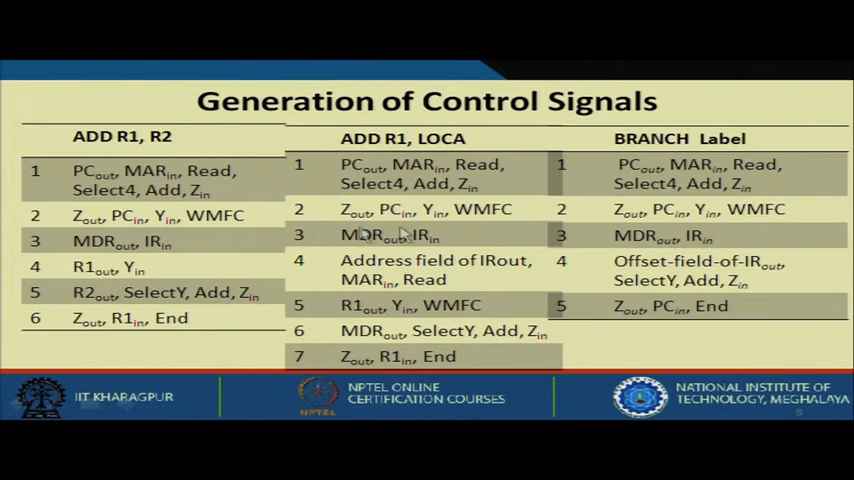 Generation of Control Signals
ADD R1, R2
1 PCout, MARin, Read,
Select4, Add, Zin
2 Zout, PCin, Yin, WMFC
3 MDRout, IRin
4 R1out, Yin
5 R2out, SelectY, Add, Zin
6 Zout, R1in, End
ADD R1, LOCA
1 PCout, MARin, Read,
Select4, Add, Zin
2 Zout, PCin, Yin, WMFC
3 MDRout, IRin
4 Address field of IRout,
MARin, Read
5 R1out, Yin, WMFC
6 MDRout, SelectY, Add, Zin
7 Zout, R1in, End
BRANCH Label
1 PCout, MARin, Read,
Select4, Add, Zin
2 Zout, PCin, Yin, WMFC
3 MDRout, IRin
4 Offset-field-of-IRout,
SelectY, Add, Zin
5 Zout, PCin, End
IIT KHARAGPUR
NPTEL
NPTEL ONLINE
CERTIFICATION COURSES
NATIONAL INSTITUTE OF
TECHNOLOGY, MEGHALAYA
8